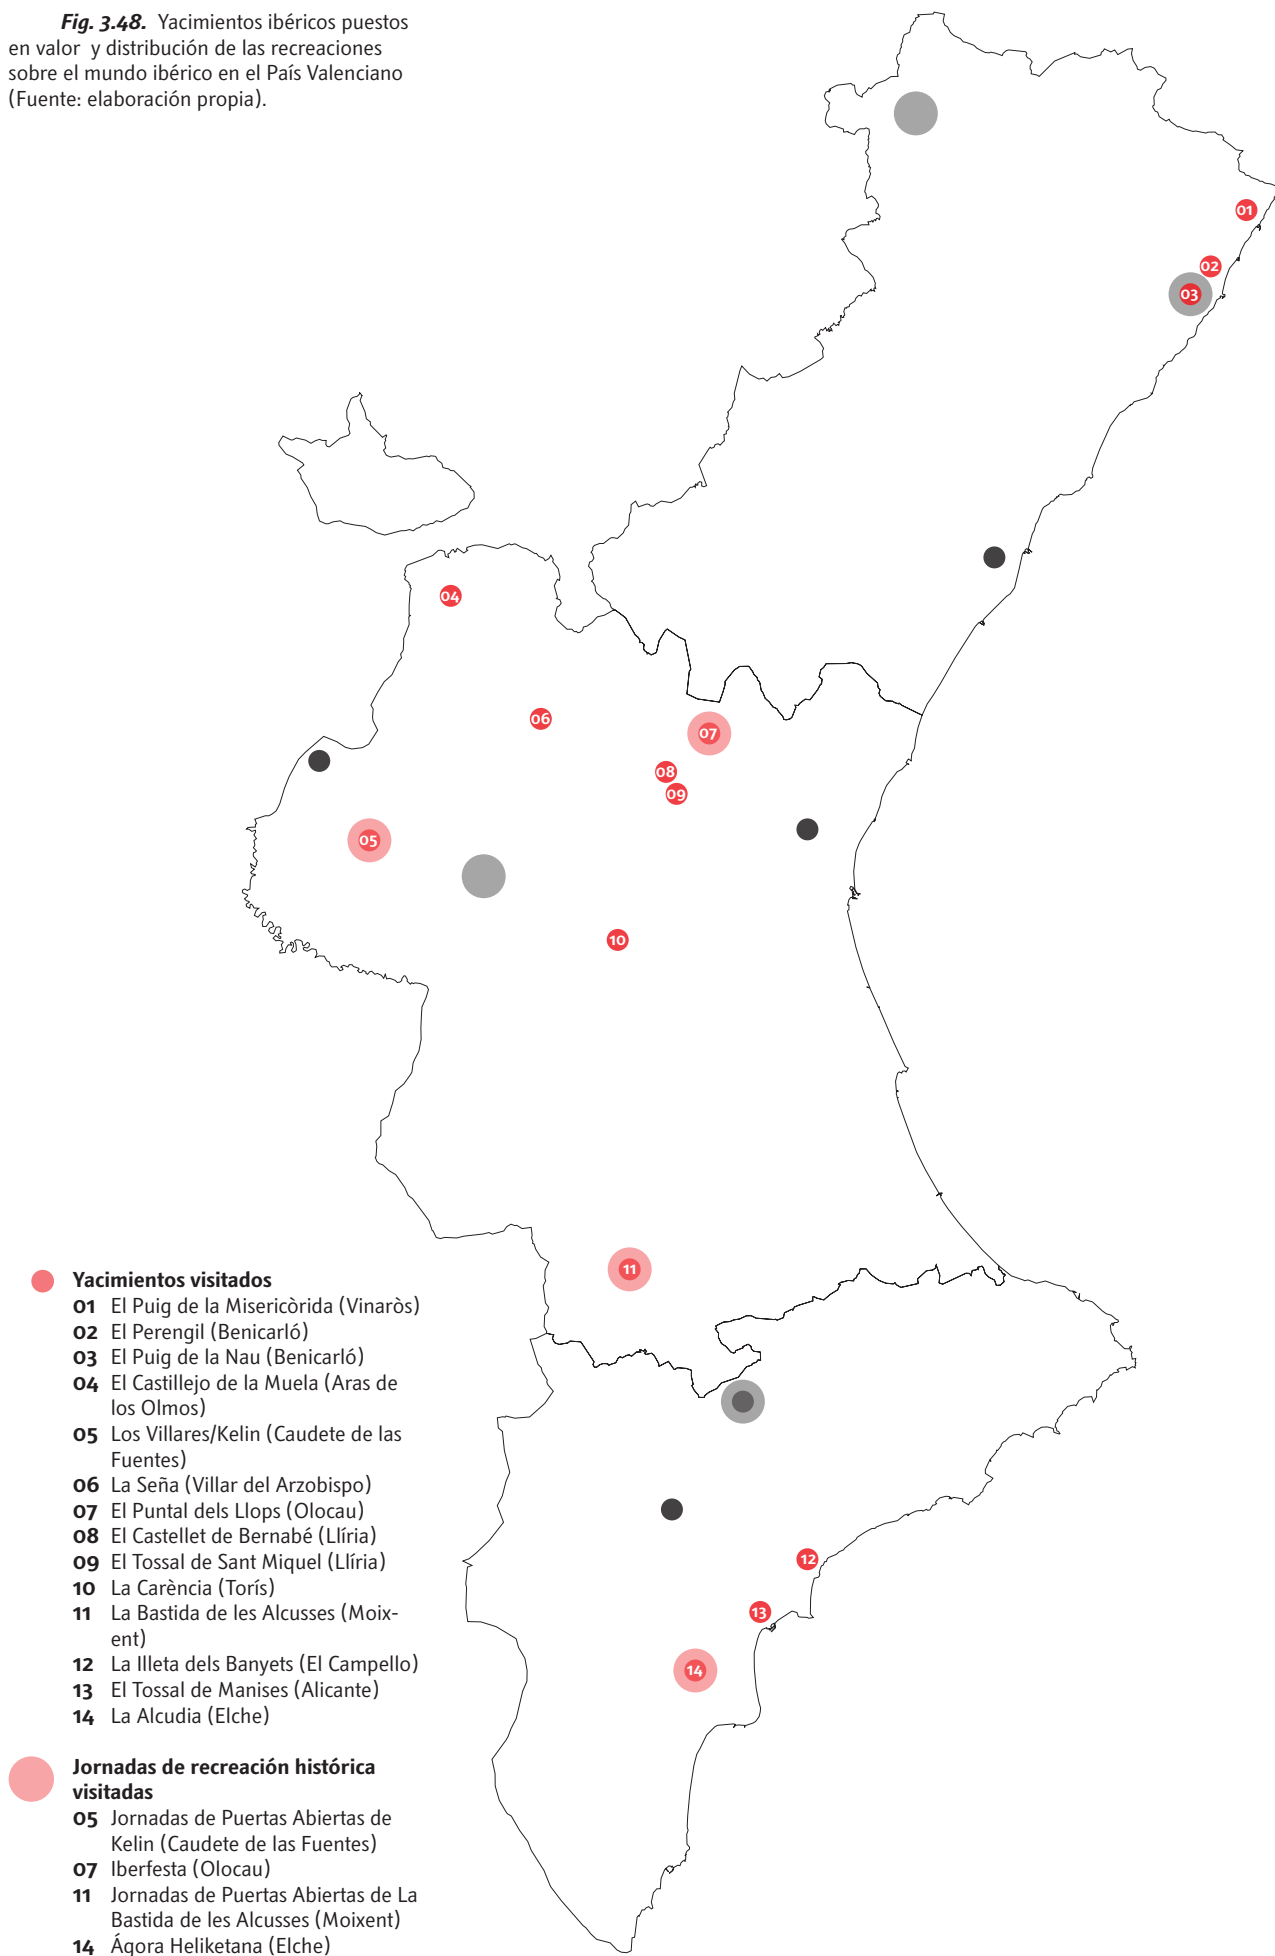 Fig. 3.48. Yacimientos ibéricos puestos
en valor y distribución de las recreaciones
sobre el mundo ibérico en el País Valenciano
(Fuente: elaboración propia).
01
02
03
04
06
07
08
09
05
10
11
12
13
14
Yacimientos visitados
01 El Puig de la Misericòrida (Vinaròs)
02 El Perengil (Benicarló)
03 El Puig de la Nau (Benicarló)
04 El Castillejo de la Muela (Aras de
los Olmos)
05 Los Villares/Kelin (Caudete de las
Fuentes)
06 La Seña (Villar del Arzobispo)
07 El Puntal dels Llops (Olocau)
08 El Castellet de Bernabé (Llíria)
09 El Tossal de Sant Miquel (Llíria)
10 La Carència (Torís)
11 La Bastida de les Alcusses (Moix-
ent)
12 La Illeta dels Banyets (El Campello)
13 El Tossal de Manises (Alicante)
14 La Alcudia (Elche)
Jornadas de recreación histórica
visitadas
05 Jornadas de Puertas Abiertas de
Kelin (Caudete de las Fuentes)
07 Iberfesta (Olocau)
11 Jornadas de Puertas Abiertas de La
Bastida de les Alcusses (Moixent)
14 Ágora Heliketana (Elche)